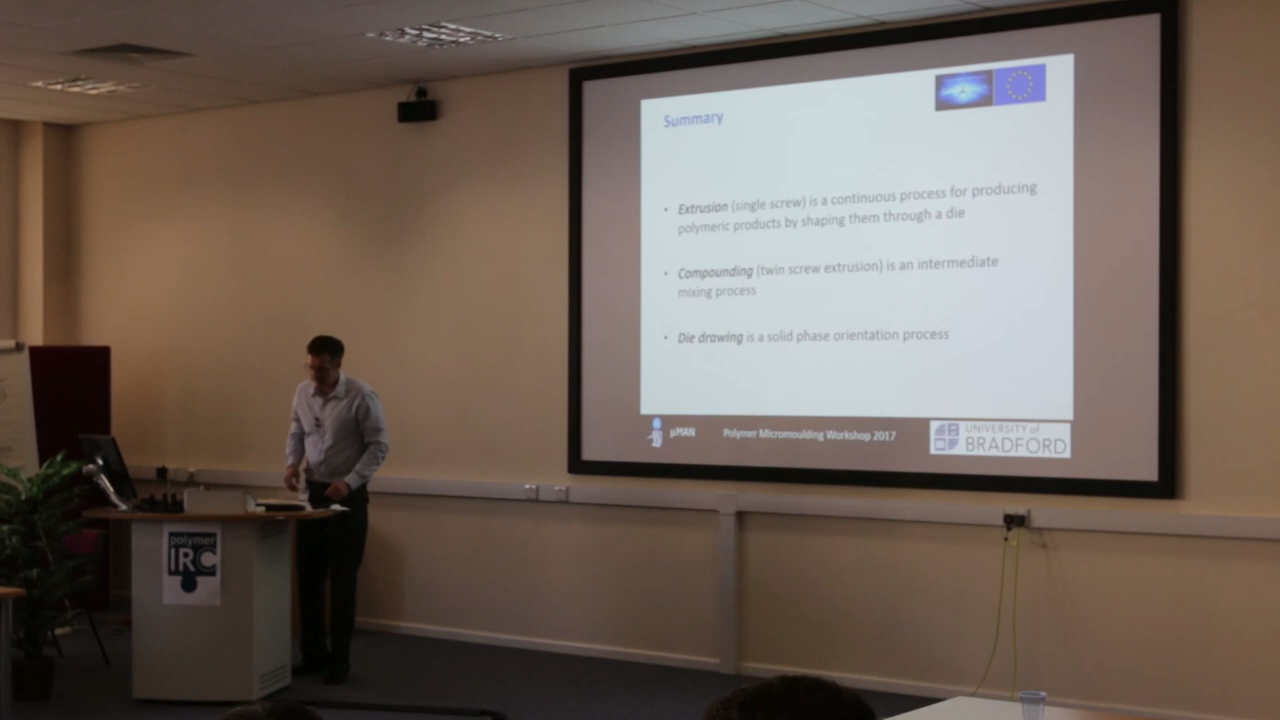 Summary
• Extrusion (single screw) is a continuous process for producing
polymeric products by shaping them through a die
• Compounding (twin screw extrusion) is an intermediate
mixing process
• Die drawing is a solid phase orientation process
µMAN
Polymer Micromoulding Workshop 2017
UNIVERSITY of
BRADFORD
polymer
IRC